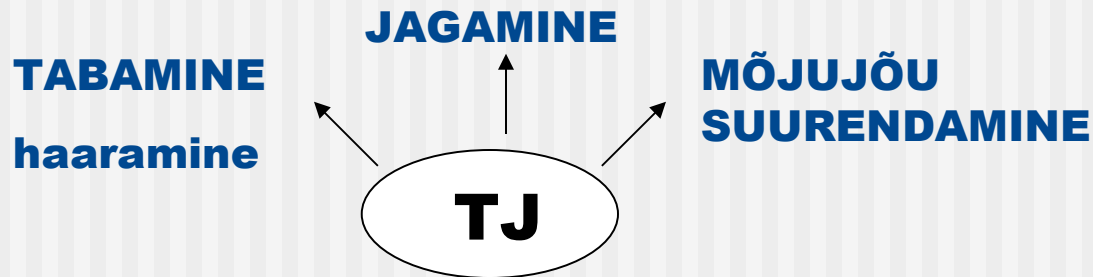 JAGAMINE
TABAMINE
haaramine
MÕJUJÕU
SUURENDAMINE
TJ